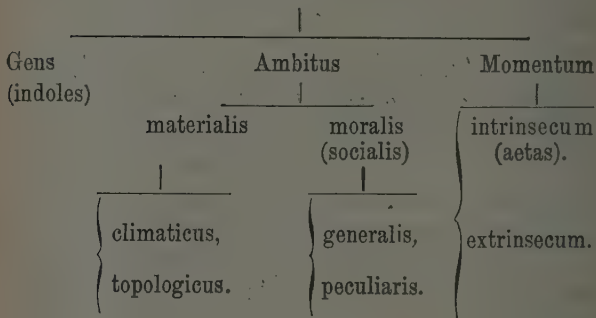 Gens Ambitus Momentum
(indoles)
materialis moralis intrinsecum
(socialis) (aetas).
climaticus, generalis, extrinsecum.
topologicus. peculiaris.